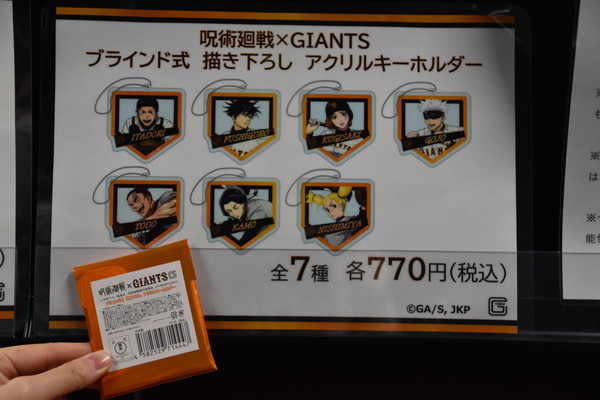 呪術廻戦×GIANTS
ブラインド式 描き下ろし アクリルキーホルダー
ITADORI
FUSHIGURO
KUGISAKI
GOJO
TODO
KAMO
NISHIMIYA
全7種 各770円(税込)
©GA/S, JKP
G
呪術廻戦×GIANTS
4582529714447